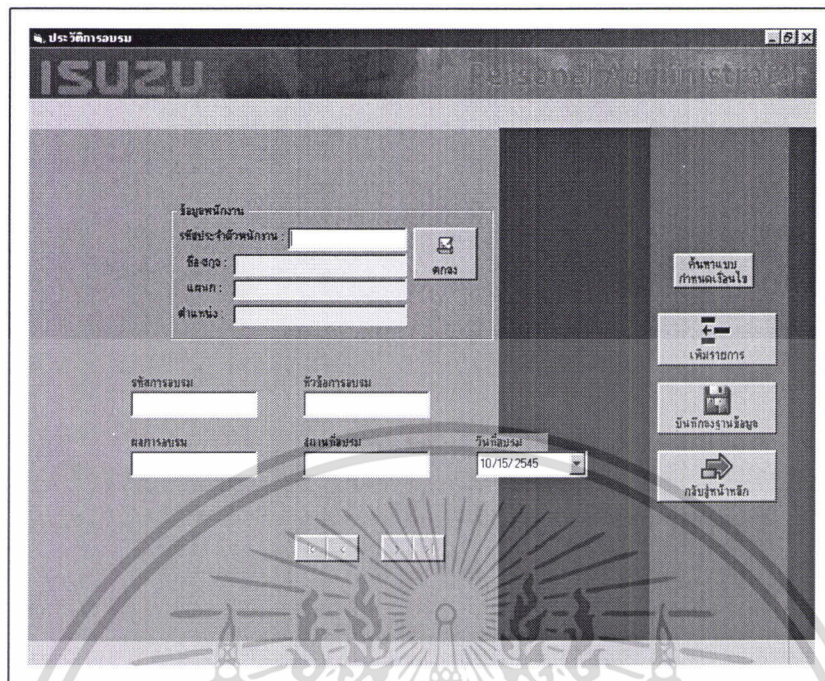 ประวัติการอบรม
ISUZU
Personel Administrator
ข้อมูลพนักงาน
รหัสประจำตัวพนักงาน :
ชื่อ-สกุล :
แผนก :
ตำแหน่ง :
ตกลง
ค้นหาแบบ
กำหนดเงื่อนไข
เพิ่มรายการ
รหัสการอบรม
หัวข้อการอบรม
บันทึกลงฐานข้อมูล
ผลการอบรม
สถานที่อบรม
วันที่อบรม
10/15/2545
กลับสู่หน้าหลัก